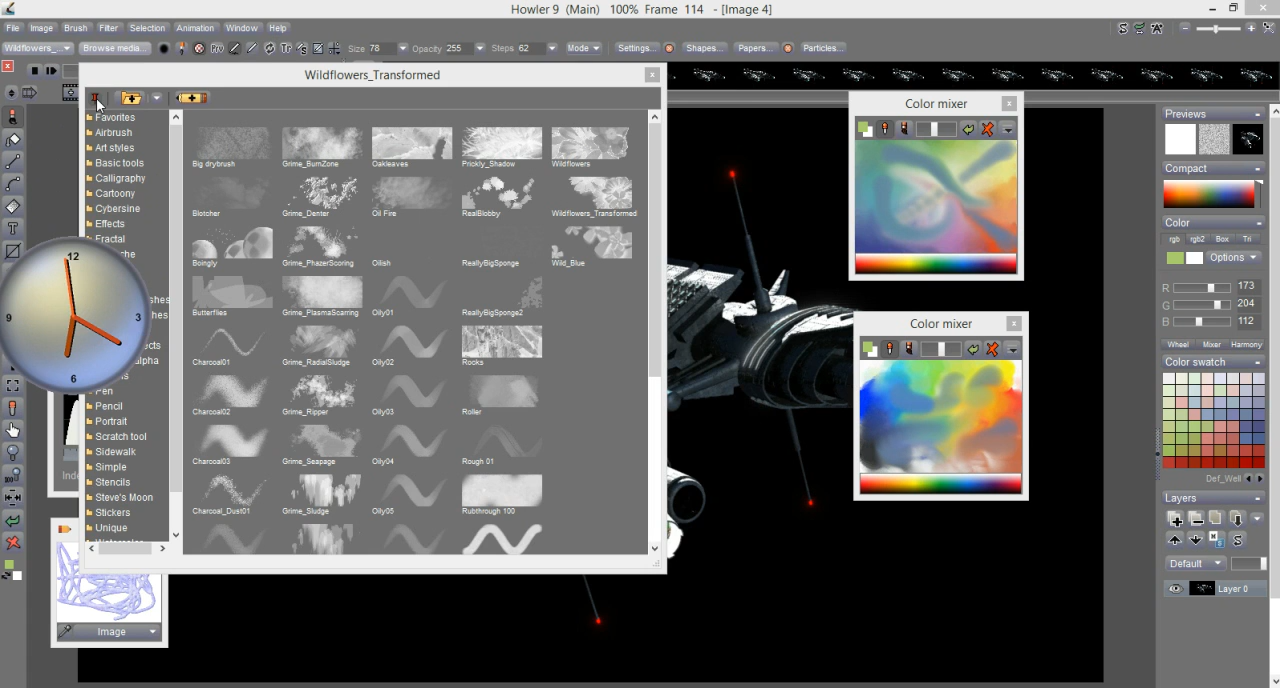 Howler 9 (Main) 100% Frame 114 - [Image 4]
File Image Brush Filter Selection Animation Window Help
Wildflowers_... Browse media... Prv Tr Size 78 Opacity 255 Steps 62 Mode Settings... Shapes... Papers... Particles...
Wildflowers_Transformed
Favorites
Airbrush
Art styles
Basic tools
Calligraphy
Cartoony
Cybersine
Effects
Fractal
Pen
Pencil
Portrait
Scratch tool
Sidewalk
Simple
Stencils
Steve's Moon
Stickers
Unique
Big drybrush Grime_BurnZone Oakleaves Prickly_Shadow Wildflowers
Blotcher Grime_Denter Oil Fire RealBlobby Wildflowers_Transformed
Boingly Grime_PhazerScoring Oilish ReallyBigSponge Wild_Blue
Butterflies Grime_PlasmaScarring Oily01 ReallyBigSponge2
Charcoal01 Grime_RadialSludge Oily02 Rocks
Charcoal02 Grime_Ripper Oily03 Roller
Charcoal03 Grime_Seapage Oily04 Rough 01
Charcoal_Dust01 Grime_Sludge Oily05 Rubthrough 100
12
9 3
6
Image
Color mixer
Color mixer
Previews
Compact
Color
rgb rgb2 Box Tri
Options
R 173
G 204
B 112
Wheel Mixer Harmony
Color swatch
Def_Well
Layers
Default
Layer 0